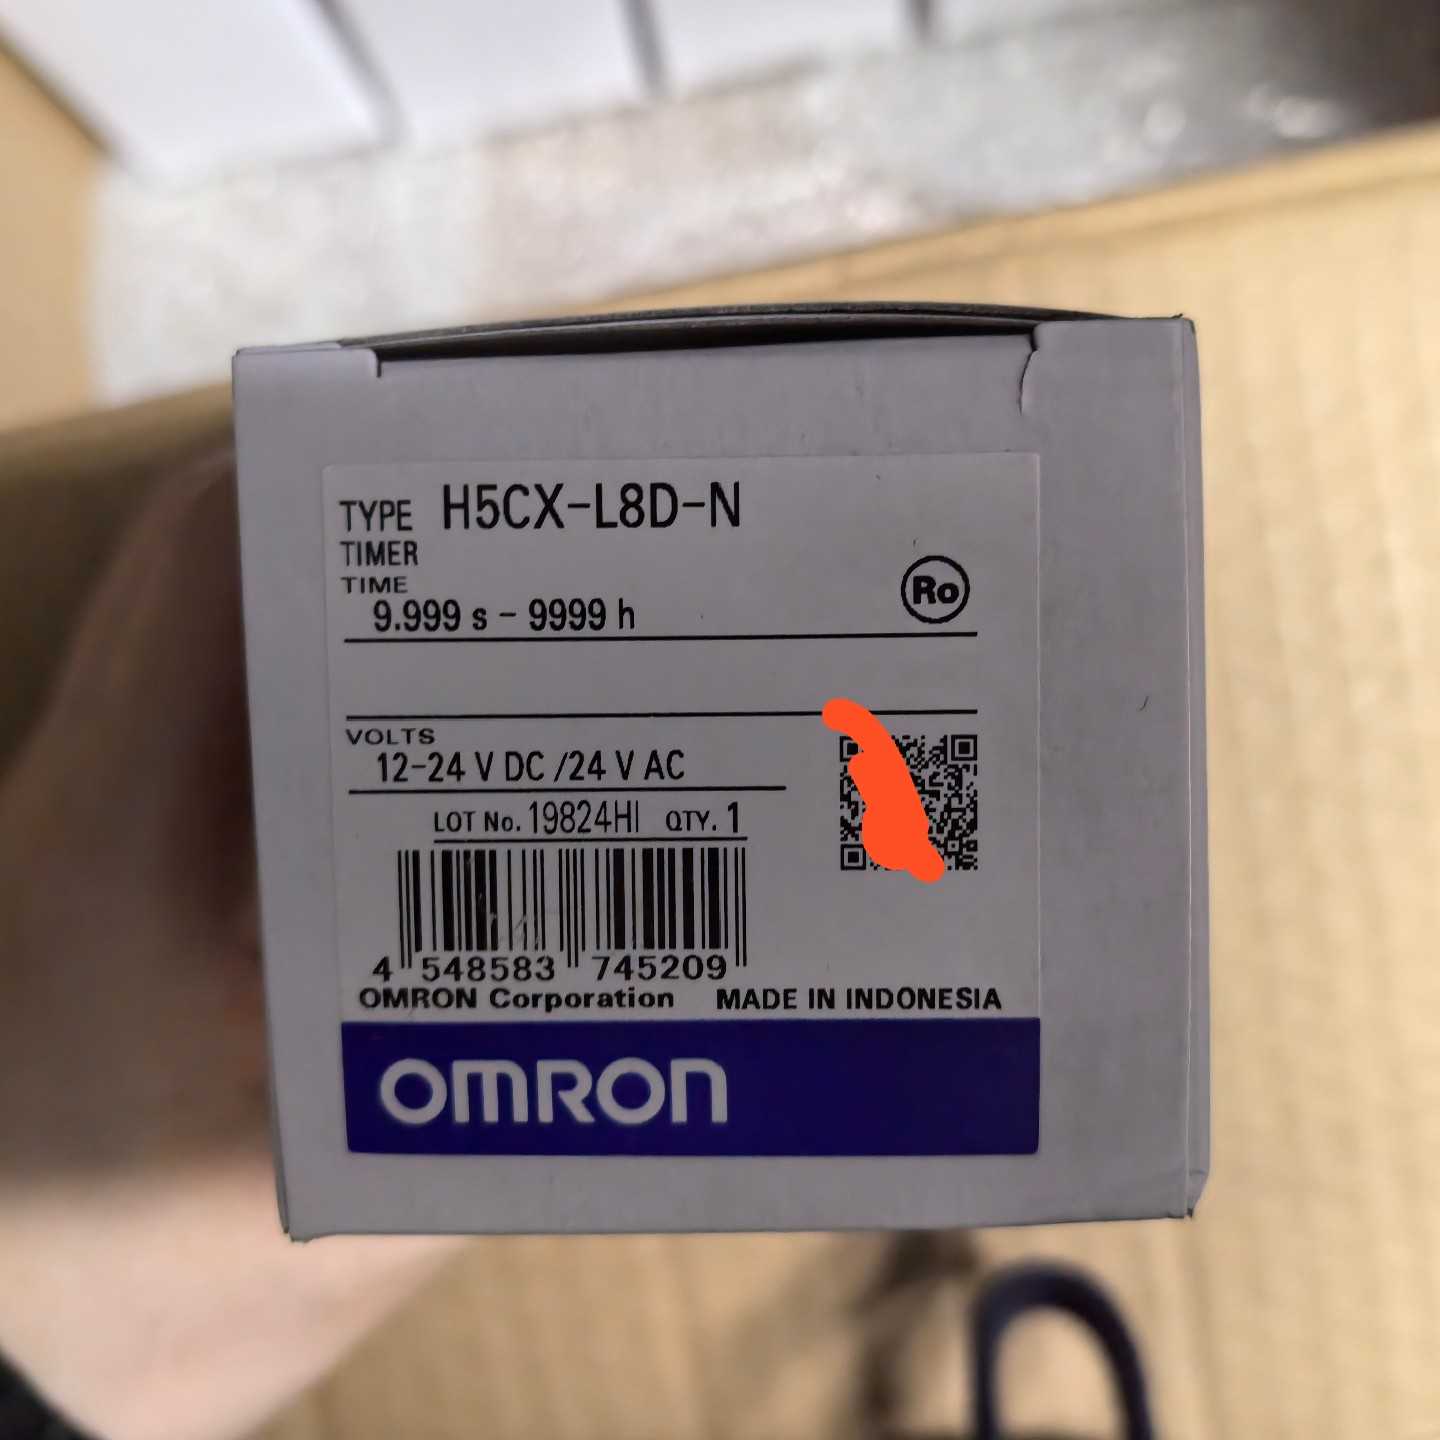 TYPE H5CX-L8D-N
TIMER
TIME
9.999 s - 9999 h
Ro
VOLTS
12-24 V DC /24 V AC
LOT No. 19824HI QTY. 1
4 548583 745209
OMRON Corporation MADE IN INDONESIA
OMRON